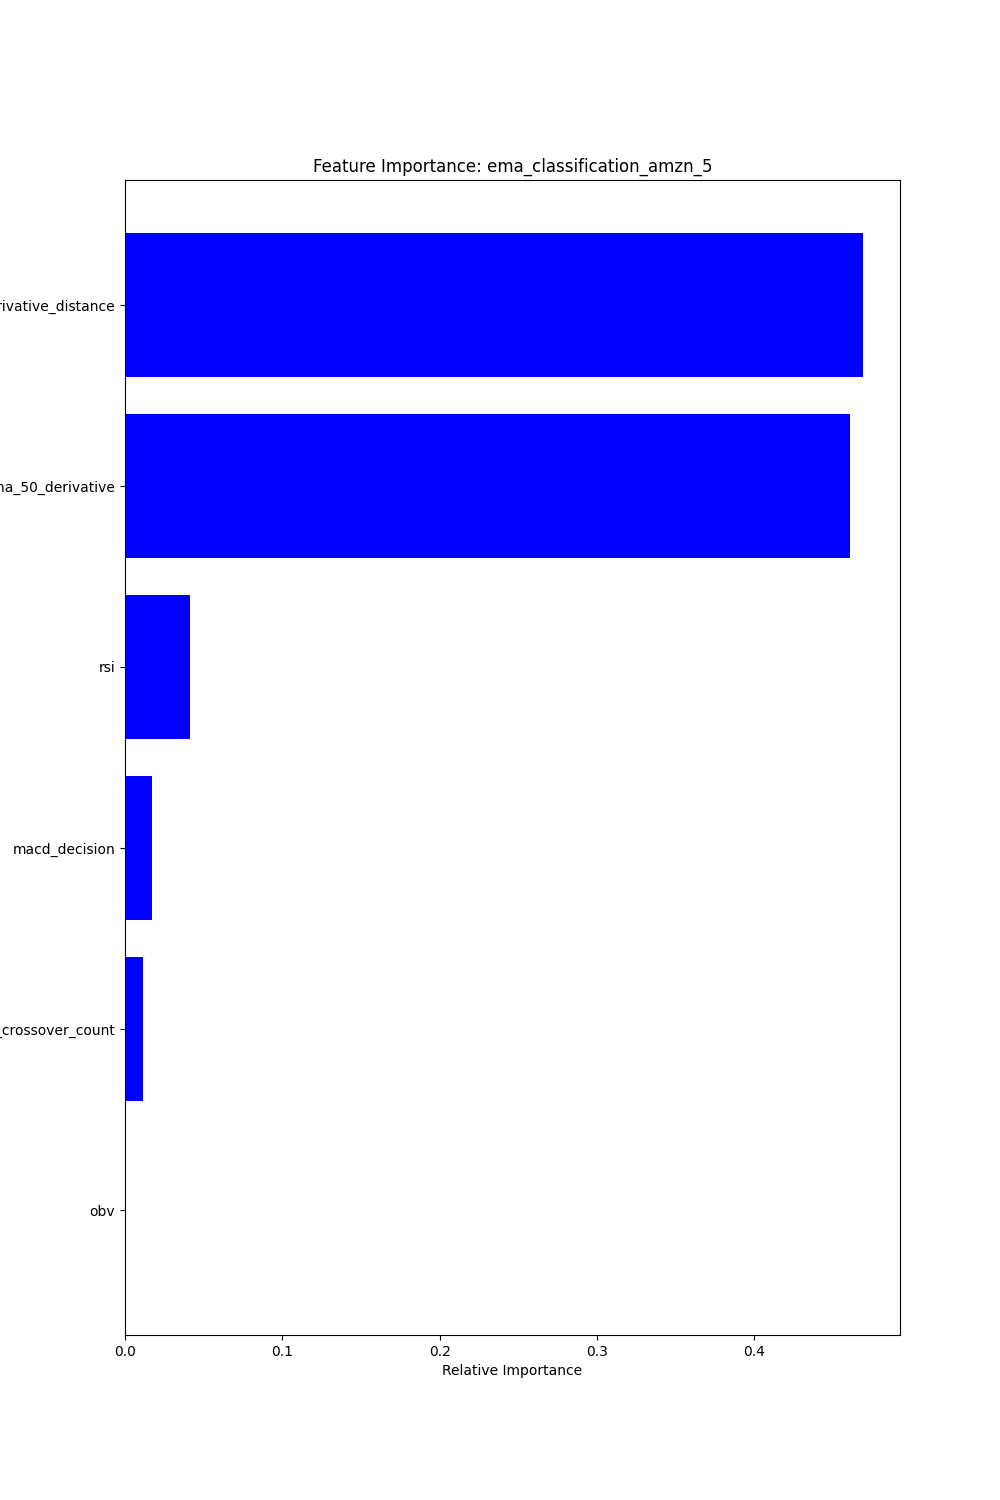 Feature Importance: ema_classification_amzn_5
rivative_distance
na_50_derivative
rsi
macd_decision
_crossover_count
obv
0.0 0.1 0.2 0.3 0.4
Relative Importance